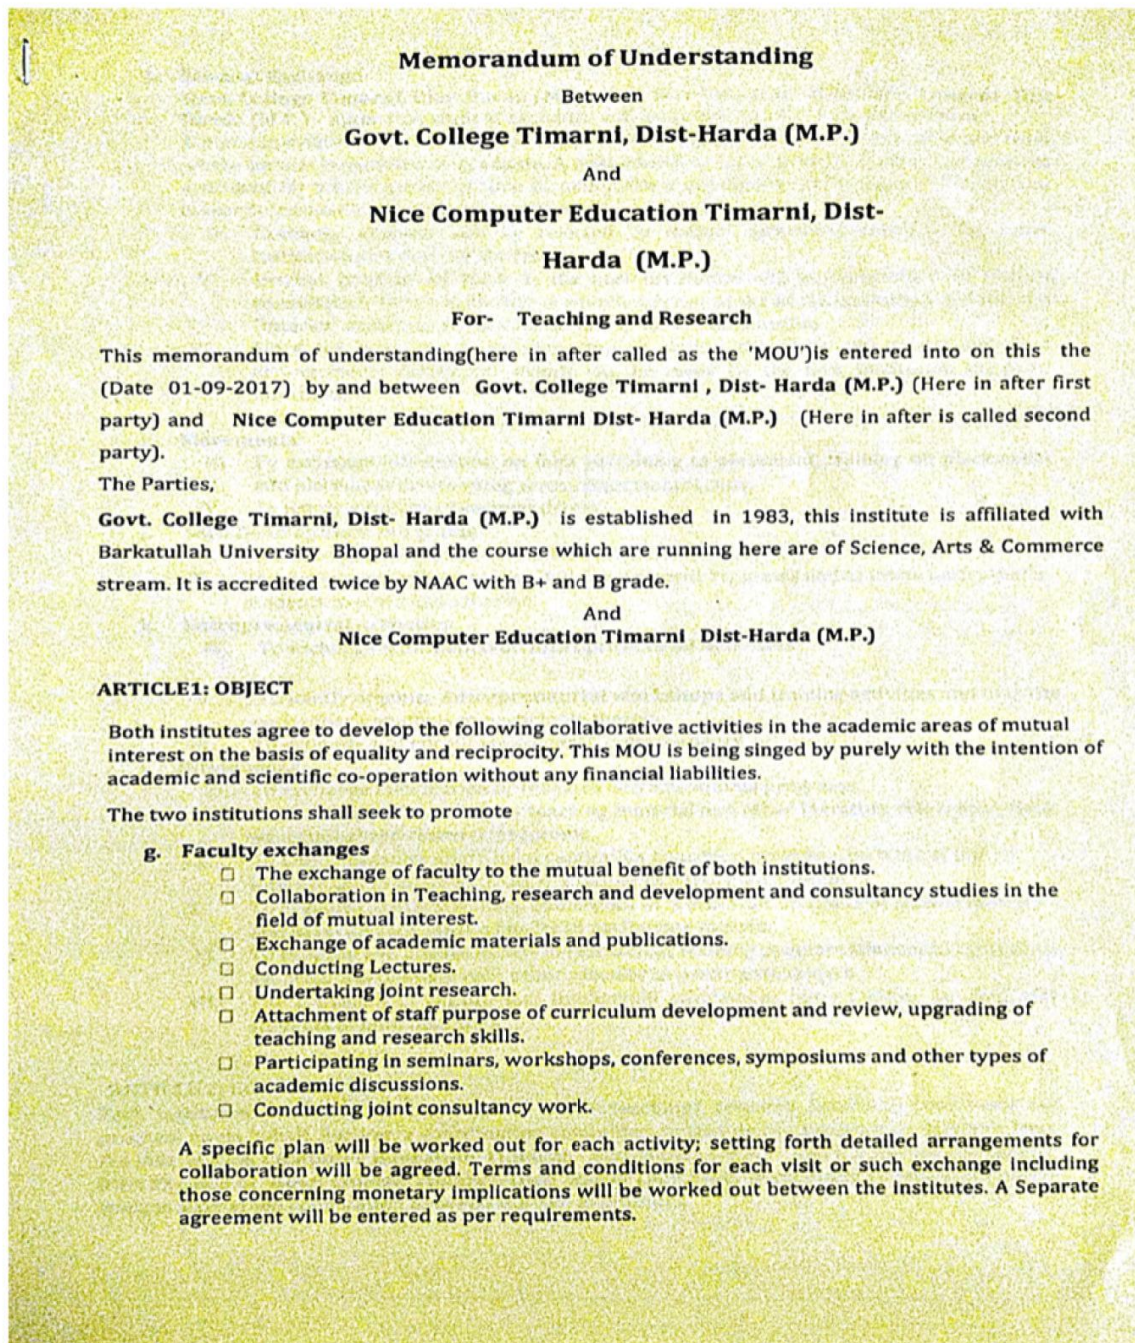 Memorandum of Understanding
Between
Govt. College Timarni, Dist-Harda (M.P.)
And
Nice Computer Education Timarni, Dist-
Harda (M.P.)
For- Teaching and Research
This memorandum of understanding(here in after called as the 'MOU')is entered into on this the
(Date 01-09-2017) by and between Govt. College Timarni , Dist- Harda (M.P.) (Here in after first
party) and Nice Computer Education Timarni Dist- Harda (M.P.) (Here in after is called second
party).
The Parties,
Govt. College Timarni, Dist- Harda (M.P.) is established in 1983, this institute is affiliated with
Barkatullah University Bhopal and the course which are running here are of Science, Arts & Commerce
stream. It is accredited twice by NAAC with B+ and B grade.
And
Nice Computer Education Timarni Dist-Harda (M.P.)
ARTICLE1: OBJECT
Both institutes agree to develop the following collaborative activities in the academic areas of mutual
interest on the basis of equality and reciprocity. This MOU is being singed by purely with the intention of
academic and scientific co-operation without any financial liabilities.
The two institutions shall seek to promote
g. Faculty exchanges
□ The exchange of faculty to the mutual benefit of both institutions.
□ Collaboration in Teaching, research and development and consultancy studies in the
field of mutual interest.
□ Exchange of academic materials and publications.
□ Conducting Lectures.
□ Undertaking joint research.
□ Attachment of staff purpose of curriculum development and review, upgrading of
teaching and research skills.
□ Participating in seminars, workshops, conferences, symposiums and other types of
academic discussions.
□ Conducting joint consultancy work.
A specific plan will be worked out for each activity; setting forth detailed arrangements for
collaboration will be agreed. Terms and conditions for each visit or such exchange including
those concerning monetary implications will be worked out between the institutes. A Separate
agreement will be entered as per requirements.